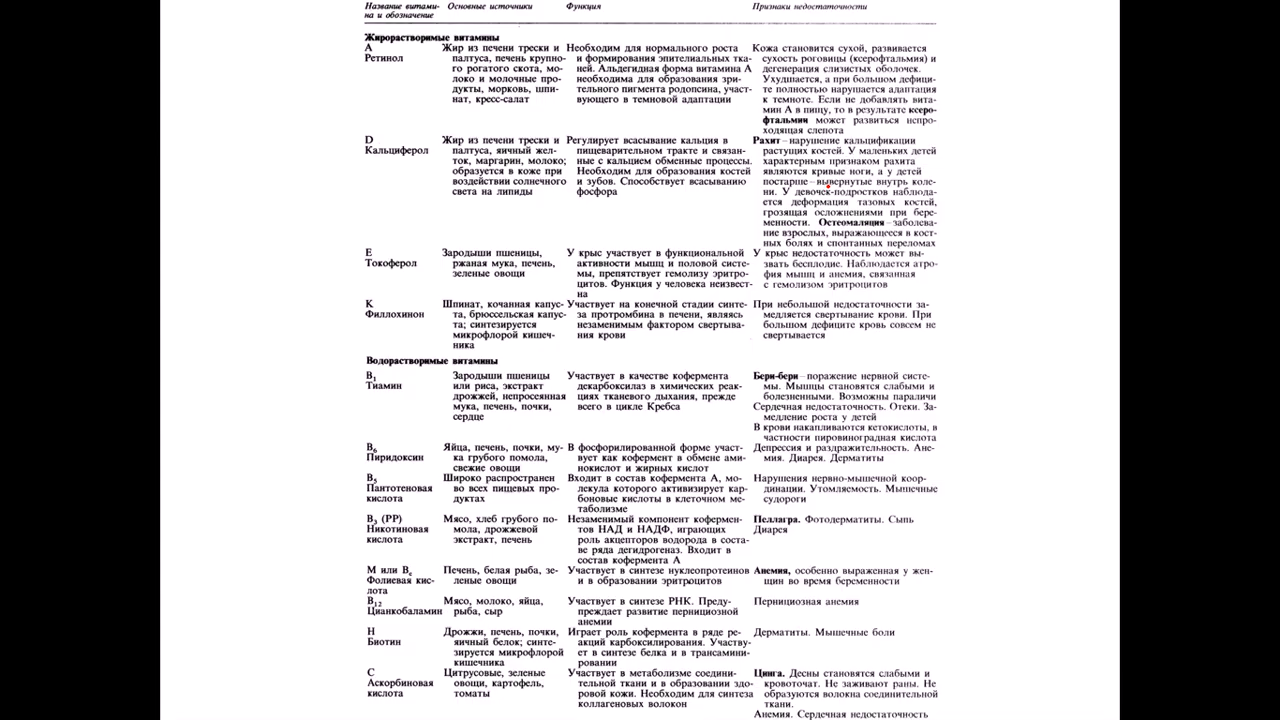 Название витами-
на и обозначение
Основные источники
Функция
Признаки недостаточности
Жирорастворимые витамины
A
Ретинол
Жир из печени трески и
палтуса, печень крупно-
го рогатого скота, мо-
локо и молочные про-
дукты, морковь, шпи-
нат, кресс-салат
Необходим для нормального роста
и формирования эпителиальных тка-
ней. Альдегидная форма витамина А
необходима для образования зри-
тельного пигмента родопсина, участ-
вующего в темновой адаптации
Кожа становится сухой, развивается
сухость роговицы (ксерофтальмия) и
дегенерация слизистых оболочек.
Ухудшается, а при большом дефици-
те полностью нарушается адаптация
к темноте. Если не добавлять вита-
мин А в пищу, то в результате ксеро-
фтальмии может развиться непро-
ходящая слепота
D
Кальциферол
Жир из печени трески и
палтуса, яичный жел-
ток, маргарин, молоко;
образуется в коже при
воздействии солнечного
света на липиды
Регулирует всасывание кальция в
пищеварительном тракте и связан-
ные с кальцием обменные процессы.
Необходим для образования костей
и зубов. Способствует всасыванию
фосфора
Рахит – нарушение кальцификации
растущих костей. У маленьких детей
характерным признаком рахита
являются кривые ноги, а у детей
постарше – вывернутые внутрь коле-
ни. У девочек-подростков наблюда-
ется деформация тазовых костей,
грозящая осложнениями при бере-
менности. Остеомаляция – заболева-
ние взрослых, выражающееся в кост-
ных болях и спонтанных переломах
E
Токоферол
Зародыши пшеницы,
ржаная мука, печень,
зеленые овощи
У крыс участвует в функциональной
активности мышц и половой систе-
мы, препятствует гемолизу эритро-
цитов. Функция у человека неизвест-
на
У крыс недостаточность может вы-
звать бесплодие. Наблюдается атро-
фия мышц и анемия, связанная
с гемолизом эритроцитов
K
Филлохинон
Шпинат, кочанная капус-
та, брюссельская капус-
та; синтезируется
микрофлорой кишеч-
ника
Участвует на конечной стадии синте-
за протромбина в печени, являясь
незаменимым фактором свертыва-
ния крови
При небольшой недостаточности за-
медляется свертывание крови. При
большом дефиците кровь совсем не
свертывается
Водорастворимые витамины
B₁
Тиамин
Зародыши пшеницы
или риса, экстракт
дрожжей, непросеянная
мука, печень, почки,
сердце
Участвует в качестве кофермента
декарбоксилаз в химических реак-
циях тканевого дыхания, прежде
всего в цикле Кребса
Бери-бери – поражение нервной систе-
мы. Мышцы становятся слабыми и
болезненными. Возможны параличи
Сердечная недостаточность. Отеки. За-
медление роста у детей
В крови накапливаются кетокислоты, в
частности пировиноградная кислота
B₆
Пиридоксин
Яйца, печень, почки, му-
ка грубого помола,
свежие овощи
В фосфорилированной форме участ-
вует как кофермент в обмене ами-
нокислот и жирных кислот
Депрессия и раздражительность. Ане-
мия. Диарея. Дерматиты
B₅
Пантотеновая
кислота
Широко распространен
во всех пищевых про-
дуктах
Входит в состав кофермента А, мо-
лекула которого активизирует кар-
боновые кислоты в клеточном ме-
таболизме
Нарушения нервно-мышечной коор-
динации. Утомляемость. Мышечные
судороги
B₃ (PP)
Никотиновая
кислота
Мясо, хлеб грубого по-
мола, дрожжевой
экстракт, печень
Незаменимый компонент кофермен-
тов НАД и НАДФ, играющих
роль акцепторов водорода в соста-
ве ряда дегидрогеназ. Входит в
состав кофермента А
Пеллагра. Фотодерматиты. Сыпь
Диарея
М или Bc
Фолиевая кис-
лота
Печень, белая рыба, зе-
леные овощи
Участвует в синтезе нуклеопротеинов
и в образовании эритроцитов
Анемия, особенно выраженная у жен-
щин во время беременности
B₁₂
Цианкобаламин
Мясо, молоко, яйца,
рыба, сыр
Участвует в синтезе РНК. Преду-
преждает развитие пернициозной
анемии
Пернициозная анемия
H
Биотин
Дрожжи, печень, почки,
яичный белок; синте-
зируется микрофлорой
кишечника
Играет роль кофермента в ряде ре-
акций карбоксилирования. Участву-
ет в синтезе белка и в трансамини-
ровании
Дерматиты. Мышечные боли
C
Аскорбиновая
кислота
Цитрусовые, зеленые
овощи, картофель,
томаты
Участвует в метаболизме соедини-
тельной ткани и в образовании здо-
ровой кожи. Необходим для синтеза
коллагеновых волокон
Цинга. Десны становятся слабыми и
кровоточат. Не заживают раны. Не
образуются волокна соединительной
ткани.
Анемия. Сердечная недостаточность